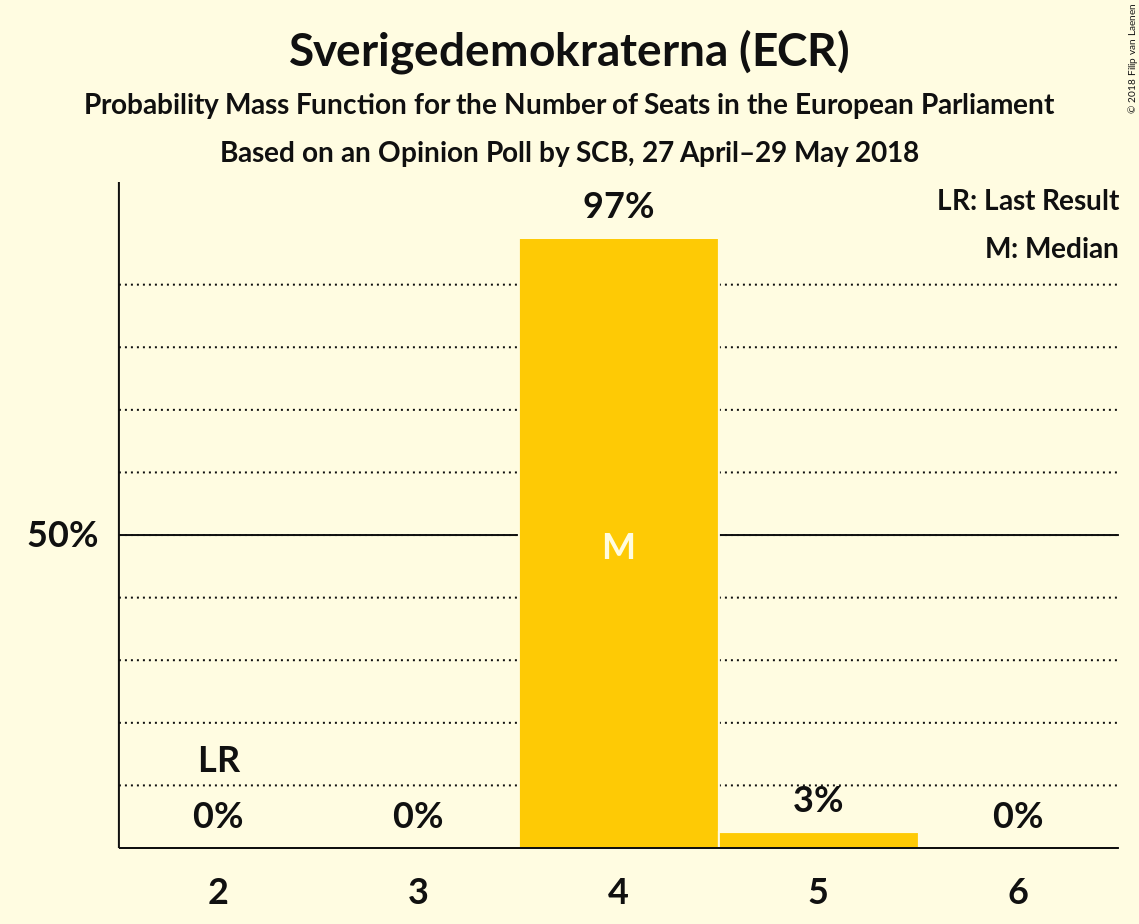 Sverigedemokraterna (ECR)
Probability Mass Function for the Number of Seats in the European Parliament
Based on an Opinion Poll by SCB, 27 April–29 May 2018
© 2018 Filip van Laenen
LR: Last Result
M: Median
97%
50%
M
LR
0%
0%
3%
0%
2
3
4
5
6